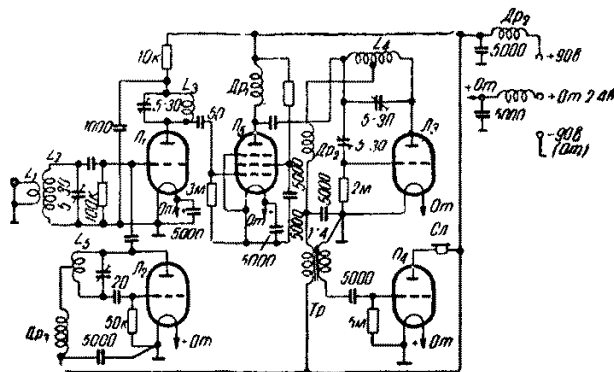 10к
L₃
5-30
1000
50
Др₁
L₄
5-30
5-30
Др₂
5000
+90в
+От
+От 2.4в
5000
-90в
(От)
L₁
L₂
5-30
100к
Л₁
3м
5000
5000
5000
2м
5000
Л₃
От
От
5000
1:4
L₅
20
Л₂
50к
5000
+От
Тр
5000
5м
Л₄
Сл
+От